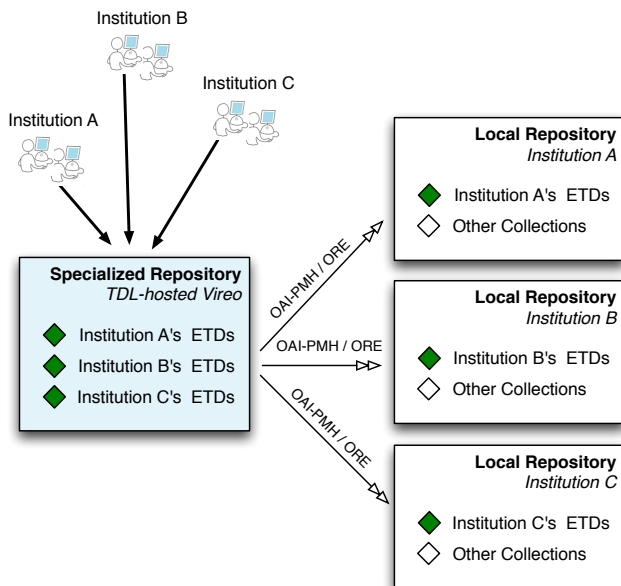 Institution B
Institution C
Institution A
Specialized Repository
TDL-hosted Vireo
Institution A's ETDs
Institution B's ETDs
Institution C's ETDs
OAI-PMH / ORE
OAI-PMH / ORE
OAI-PMH / ORE
Local Repository
Institution A
Institution A's ETDs
Other Collections
Local Repository
Institution B
Institution B's ETDs
Other Collections
Local Repository
Institution C
Institution C's ETDs
Other Collections